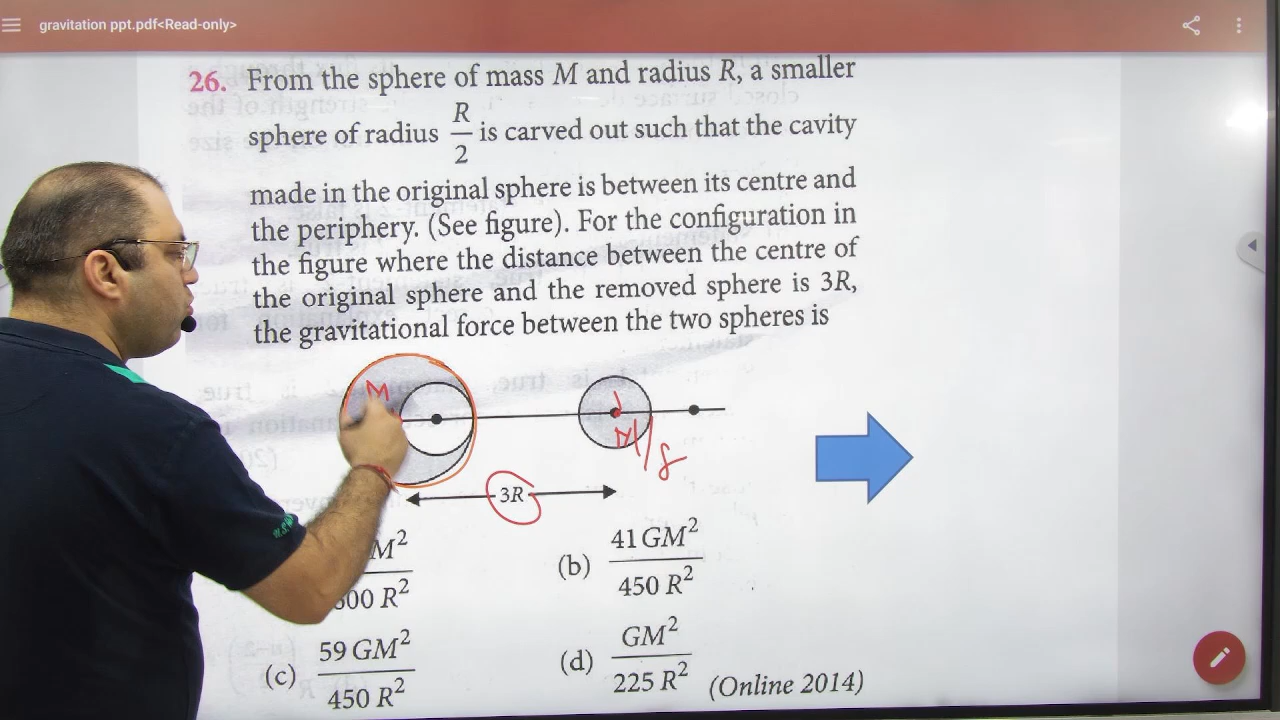 gravitation ppt.pdf<Read-only>
26. From the sphere of mass M and radius R, a smaller
sphere of radius R/2 is carved out such that the cavity
made in the original sphere is between its centre and
the periphery. (See figure). For the configuration in
the figure where the distance between the centre of
the original sphere and the removed sphere is 3R,
the gravitational force between the two spheres is
M
M/8
3R
M²
600 R²
(b) 41 GM² / 450 R²
(c) 59 GM² / 450 R²
(d) GM² / 225 R²
(Online 2014)